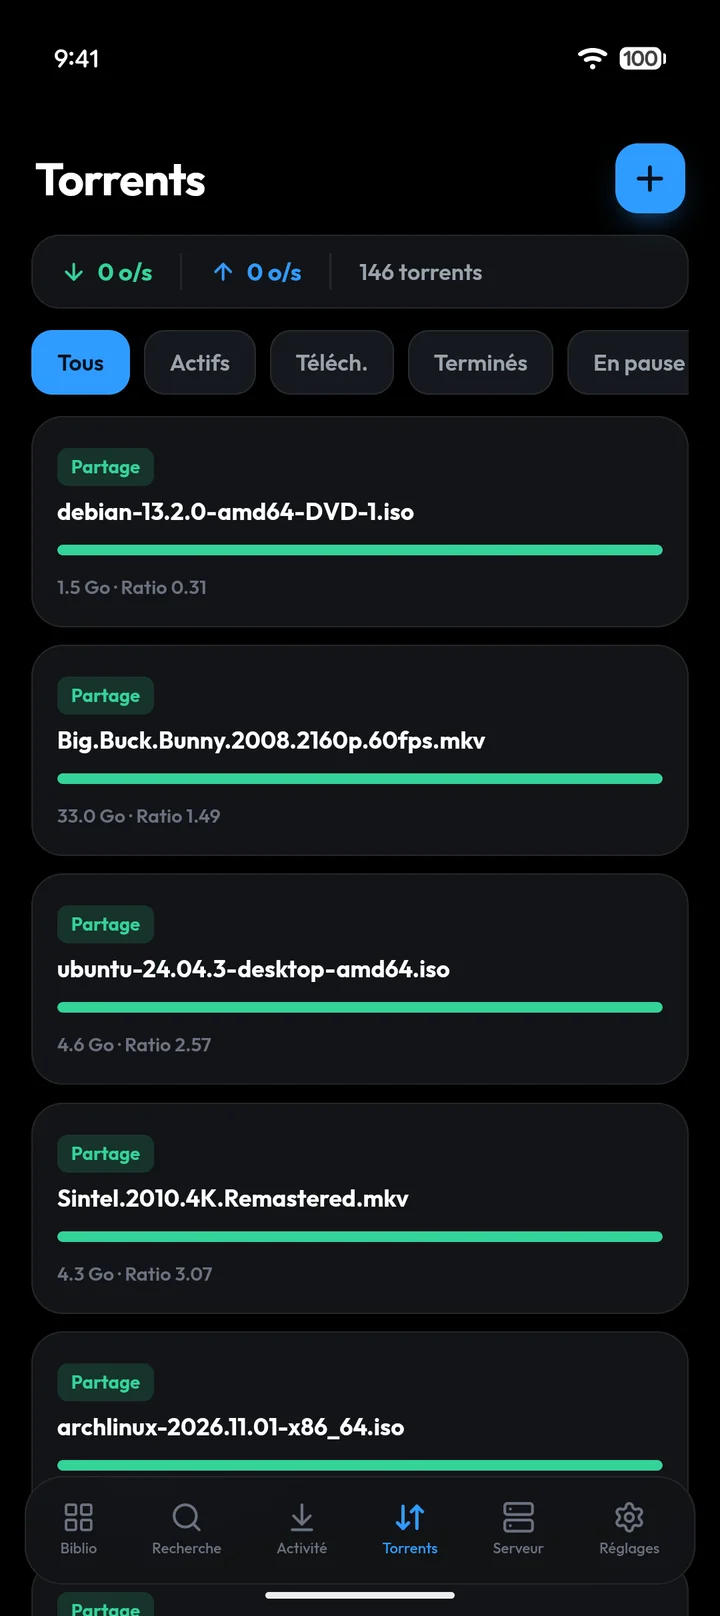 9:41
100
Torrents
0 o/s
0 o/s
146 torrents
Tous
Actifs
Téléch.
Terminés
En pause
Partage
debian-13.2.0-amd64-DVD-1.iso
1.5 Go · Ratio 0.31
Partage
Big.Buck.Bunny.2008.2160p.60fps.mkv
33.0 Go · Ratio 1.49
Partage
ubuntu-24.04.3-desktop-amd64.iso
4.6 Go · Ratio 2.57
Partage
Sintel.2010.4K.Remastered.mkv
4.3 Go · Ratio 3.07
Partage
archlinux-2026.11.01-x86_64.iso
Biblio
Recherche
Activité
Torrents
Serveur
Réglages
Partage